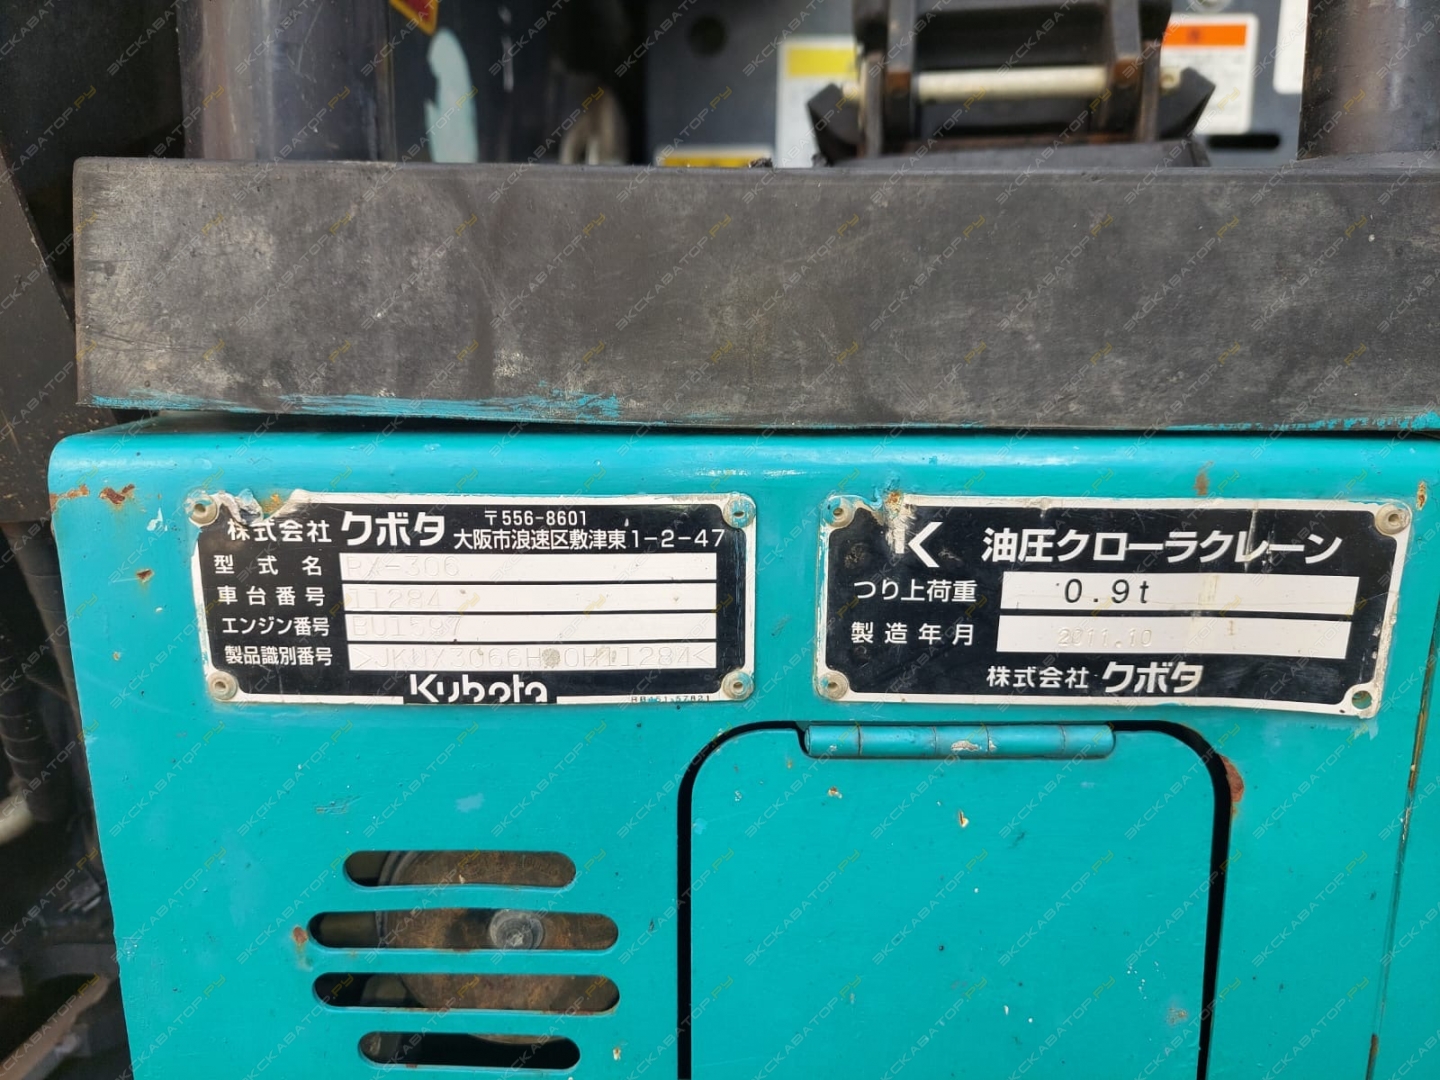 株式会社 クボタ 〒556-8601
大阪市浪速区敷津東1-2-47
型式名 RX-306
車台番号 11284
エンジン番号
製品識別番号
Kubota
油圧クローラクレーン
つり上荷重 0.9t
製造年月 2011.10
株式会社 クボタ
ЭКСКАВАТОР.РУ